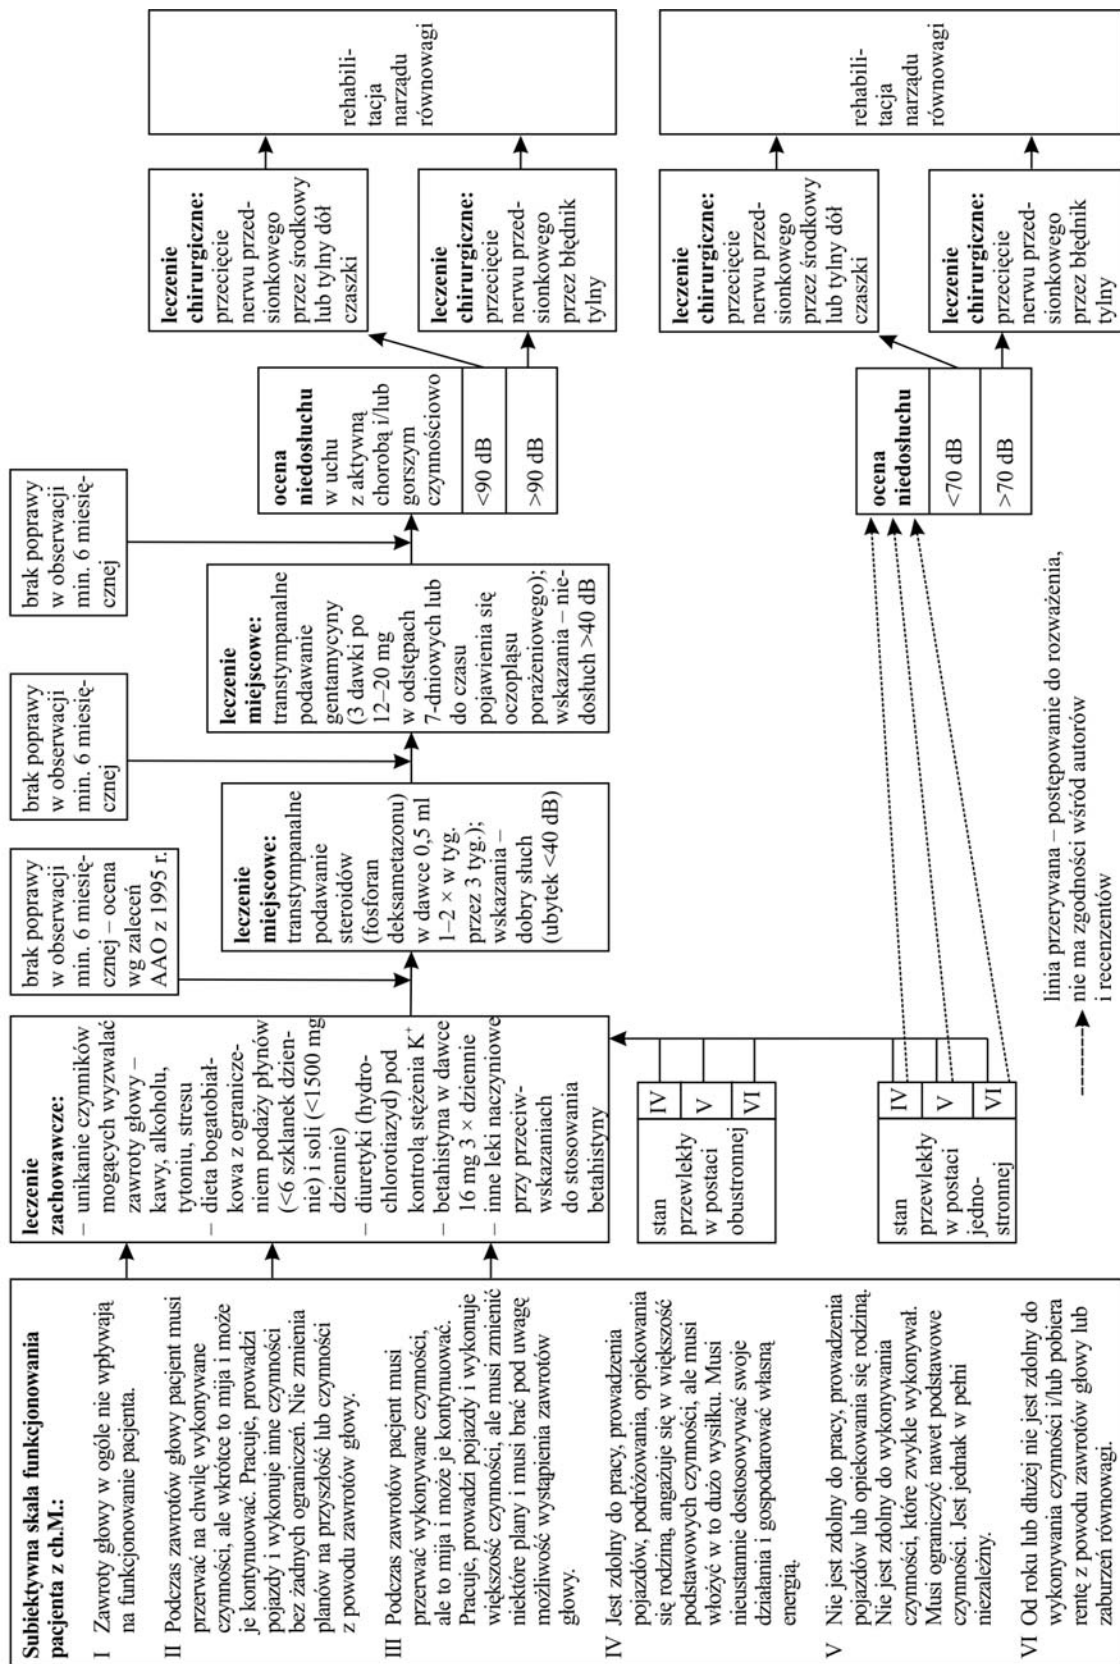 Subiektywna skala funkcjonowania
pacjenta z ch.M.:
I Zawroty głowy w ogóle nie wpływają
na funkcjonowanie pacjenta.
II Podczas zawrotów głowy pacjent musi
przerwać na chwilę wykonywane
czynności, ale wkrótce to mija i może
je kontynuować. Pracuje, prowadzi
pojazdy i wykonuje inne czynności
bez żadnych ograniczeń. Nie zmienia
planów na przyszłość lub czynności
z powodu zawrotów głowy.
III Podczas zawrotów pacjent musi
przerwać wykonywane czynności,
ale to mija i może je kontynuować.
Pracuje, prowadzi pojazdy i wykonuje
większość czynności, ale musi zmienić
niektóre plany i musi brać pod uwagę
możliwość wystąpienia zawrotów
głowy.
IV Jest zdolny do pracy, prowadzenia
pojazdów, podróżowania, opiekowania
się rodziną, angażuje się w większość
podstawowych czynności, ale musi
włożyć w to dużo wysiłku. Musi
nieustannie dostosowywać swoje
działania i gospodarować własną
energią.
V Nie jest zdolny do pracy, prowadzenia
pojazdów lub opiekowania się rodziną.
Nie jest zdolny do wykonywania
czynności, które zwykle wykonywał.
Musi ograniczyć nawet podstawowe
czynności. Jest jednak w pełni
niezależny.
VI Od roku lub dłużej nie jest zdolny do
wykonywania czynności i/lub pobiera
rentę z powodu zawrotów głowy lub
zaburzeń równowagi.
leczenie
zachowawcze:
– unikanie czynników
mogących wyzwalać
zawroty głowy –
kawy, alkoholu,
tytoniu, stresu
– dieta bogatobiał-
kowa z ogranicze-
niem podaży płynów
(<6 szklanek dzien-
nie) i soli (<1500 mg
dziennie)
– diuretyki (hydro-
chlorotiazyd) pod
kontrolą stężenia K+
– betahistyna w dawce
16 mg 3 × dziennie
– inne leki naczyniowe
przy przeciw-
wskazaniach
do stosowania
betahistyny
stan
przewlekły
w postaci
obustronnej
IV
V
VI
stan
przewlekły
w postaci
jedno-
stronnej
IV
V
VI
brak poprawy
w obserwacji
min. 6 miesię-
cznej – ocena
wg zaleceń
AAO z 1995 r.
leczenie
miejscowe:
transtympanalne
podawanie
steroidów
(fosforan
deksametazonu)
w dawce 0,5 ml
1–2 × w tyg.
przez 3 tyg.);
wskazania –
dobry słuch
(ubytek <40 dB)
brak poprawy
w obserwacji
min. 6 miesię-
cznej
leczenie
miejscowe:
transtympanalne
podawanie
gentamycyny
(3 dawki po
12–20 mg
w odstępach
7-dniowych lub
do czasu
pojawienia się
oczopląsu
porażeniowego);
wskazania – nie-
dosłuch >40 dB
brak poprawy
w obserwacji
min. 6 miesię-
cznej
ocena
niedosłuchu
w uchu
z aktywną
chorobą i/lub
gorszym
czynnościowo
<90 dB
>90 dB
leczenie
chirurgiczne:
przecięcie
nerwu przed-
sionkowego
przez środkowy
lub tylny dół
czaszki
leczenie
chirurgiczne:
przecięcie
nerwu przed-
sionkowego
przez błędnik
tylny
rehabili-
tacja
narządu
równowagi
ocena
niedosłuchu
<70 dB
>70 dB
leczenie
chirurgiczne:
przecięcie
nerwu przed-
sionkowego
przez środkowy
lub tylny dół
czaszki
leczenie
chirurgiczne:
przecięcie
nerwu przed-
sionkowego
przez błędnik
tylny
rehabili-
tacja
narządu
równowagi
linia przerywana – postępowanie do rozważenia,
nie ma zgodności wśród autorów
i recenzentów